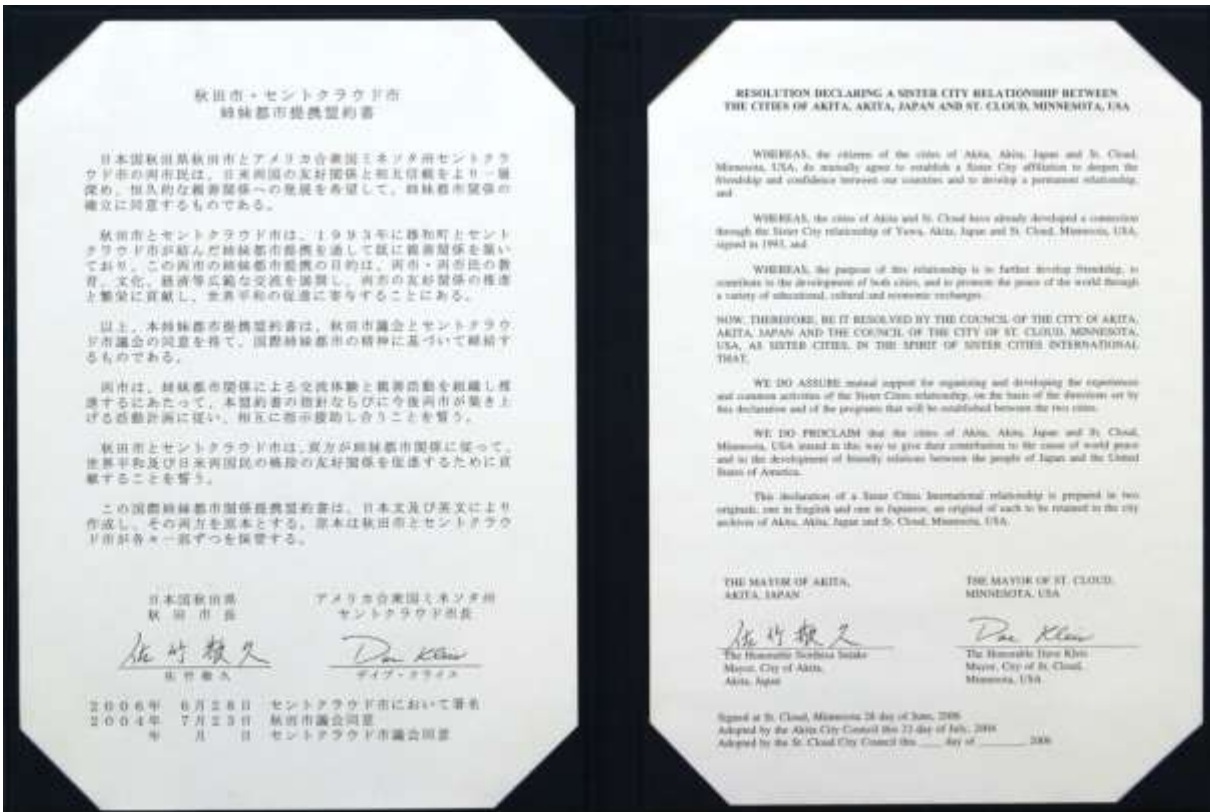 秋田市・セントクラウド市
姉妹都市提携盟約書
日本国秋田県秋田市とアメリカ合衆国ミネソタ州セントクラ
ウド市の両市民は、日米両国の友好関係と相互信頼をより一層
深め、恒久的な親善関係への発展を希望して、姉妹都市関係の
確立に同意するものである。
秋田市とセントクラウド市は、1993年に雄和町とセント
クラウド市が結んだ姉妹都市提携を通して既に親善関係を築い
ており、この両市の姉妹都市提携の目的は、両市・両市民の教
育、文化、経済等広範な交流を展開し、両市の友好関係の推進
と繁栄に貢献し、世界平和の促進に寄与することにある。
以上、本姉妹都市提携盟約書は、秋田市議会とセントクラウ
ド市議会の同意を得て、国際姉妹都市の精神に基づいて締結す
るものである。
両市は、姉妹都市関係による交流体験と親善活動を組織し推
進するにあたって、本盟約書の指針ならびに今後両市が築き上
げる活動計画に従い、相互に指示援助し合うことを誓う。
秋田市とセントクラウド市は、双方が姉妹都市関係に従って、
世界平和及び日米両国民の格段の友好関係を促進するために貢
献することを誓う。
この国際姉妹都市関係提携盟約書は、日本文及び英文により
作成し、その両方を原本とする。原本は秋田市とセントクラウ
ド市が各々一部ずつを保管する。
日本国秋田県
秋田市長
佐竹敬久
佐竹敬久
アメリカ合衆国ミネソタ州
セントクラウド市長
Dave Kleis
デイブ・クライス
2006年 6月28日 セントクラウド市において署名
2004年 7月23日 秋田市議会同意
年 月 日 セントクラウド市議会同意
RESOLUTION DECLARING A SISTER CITY RELATIONSHIP BETWEEN
THE CITIES OF AKITA, AKITA, JAPAN AND ST. CLOUD, MINNESOTA, USA
WHEREAS, the citizens of the cities of Akita, Akita, Japan and St. Cloud,
Minnesota, USA, do mutually agree to establish a Sister City affiliation to deepen the
friendship and confidence between our countries and to develop a permanent relationship,
and
WHEREAS, the cities of Akita and St. Cloud have already developed a connection
through the Sister City relationship of Yuwa, Akita, Japan and St. Cloud, Minnesota, USA,
signed in 1993, and
WHEREAS, the purpose of this relationship is to further develop friendship, to
contribute to the development of both cities, and to promote the peace of the world through
a variety of educational, cultural and economic exchanges.
NOW, THEREFORE, BE IT RESOLVED BY THE COUNCIL OF THE CITY OF AKITA,
AKITA, JAPAN AND THE COUNCIL OF THE CITY OF ST. CLOUD, MINNESOTA,
USA, AS SISTER CITIES, IN THE SPIRIT OF SISTER CITIES INTERNATIONAL
THAT,
WE DO ASSURE mutual support for organizing and developing the experiences
and common activities of the Sister Cities relationship, on the basis of the directions set by
this declaration and of the programs that will be established between the two cities.
WE DO PROCLAIM that the cities of Akita, Akita, Japan and St. Cloud,
Minnesota, USA intend in this way to give their contribution to the cause of world peace
and to the development of friendly relations between the people of Japan and the United
States of America.
This declaration of a Sister Cities International relationship is prepared in two
originals, one in English and one in Japanese, an original of each to be retained in the city
archives of Akita, Akita, Japan and St. Cloud, Minnesota, USA.
THE MAYOR OF AKITA,
AKITA, JAPAN
佐竹敬久
The Honorable Norihisa Satake
Mayor, City of Akita,
Akita, Japan
THE MAYOR OF ST. CLOUD,
MINNESOTA, USA
Dave Kleis
The Honorable Dave Kleis
Mayor, City of St. Cloud,
Minnesota, USA
Signed at St. Cloud, Minnesota 28 day of June, 2006
Adopted by the Akita City Council this 23 day of July, 2004
Adopted by the St. Cloud City Council this ____ day of ________ 2006